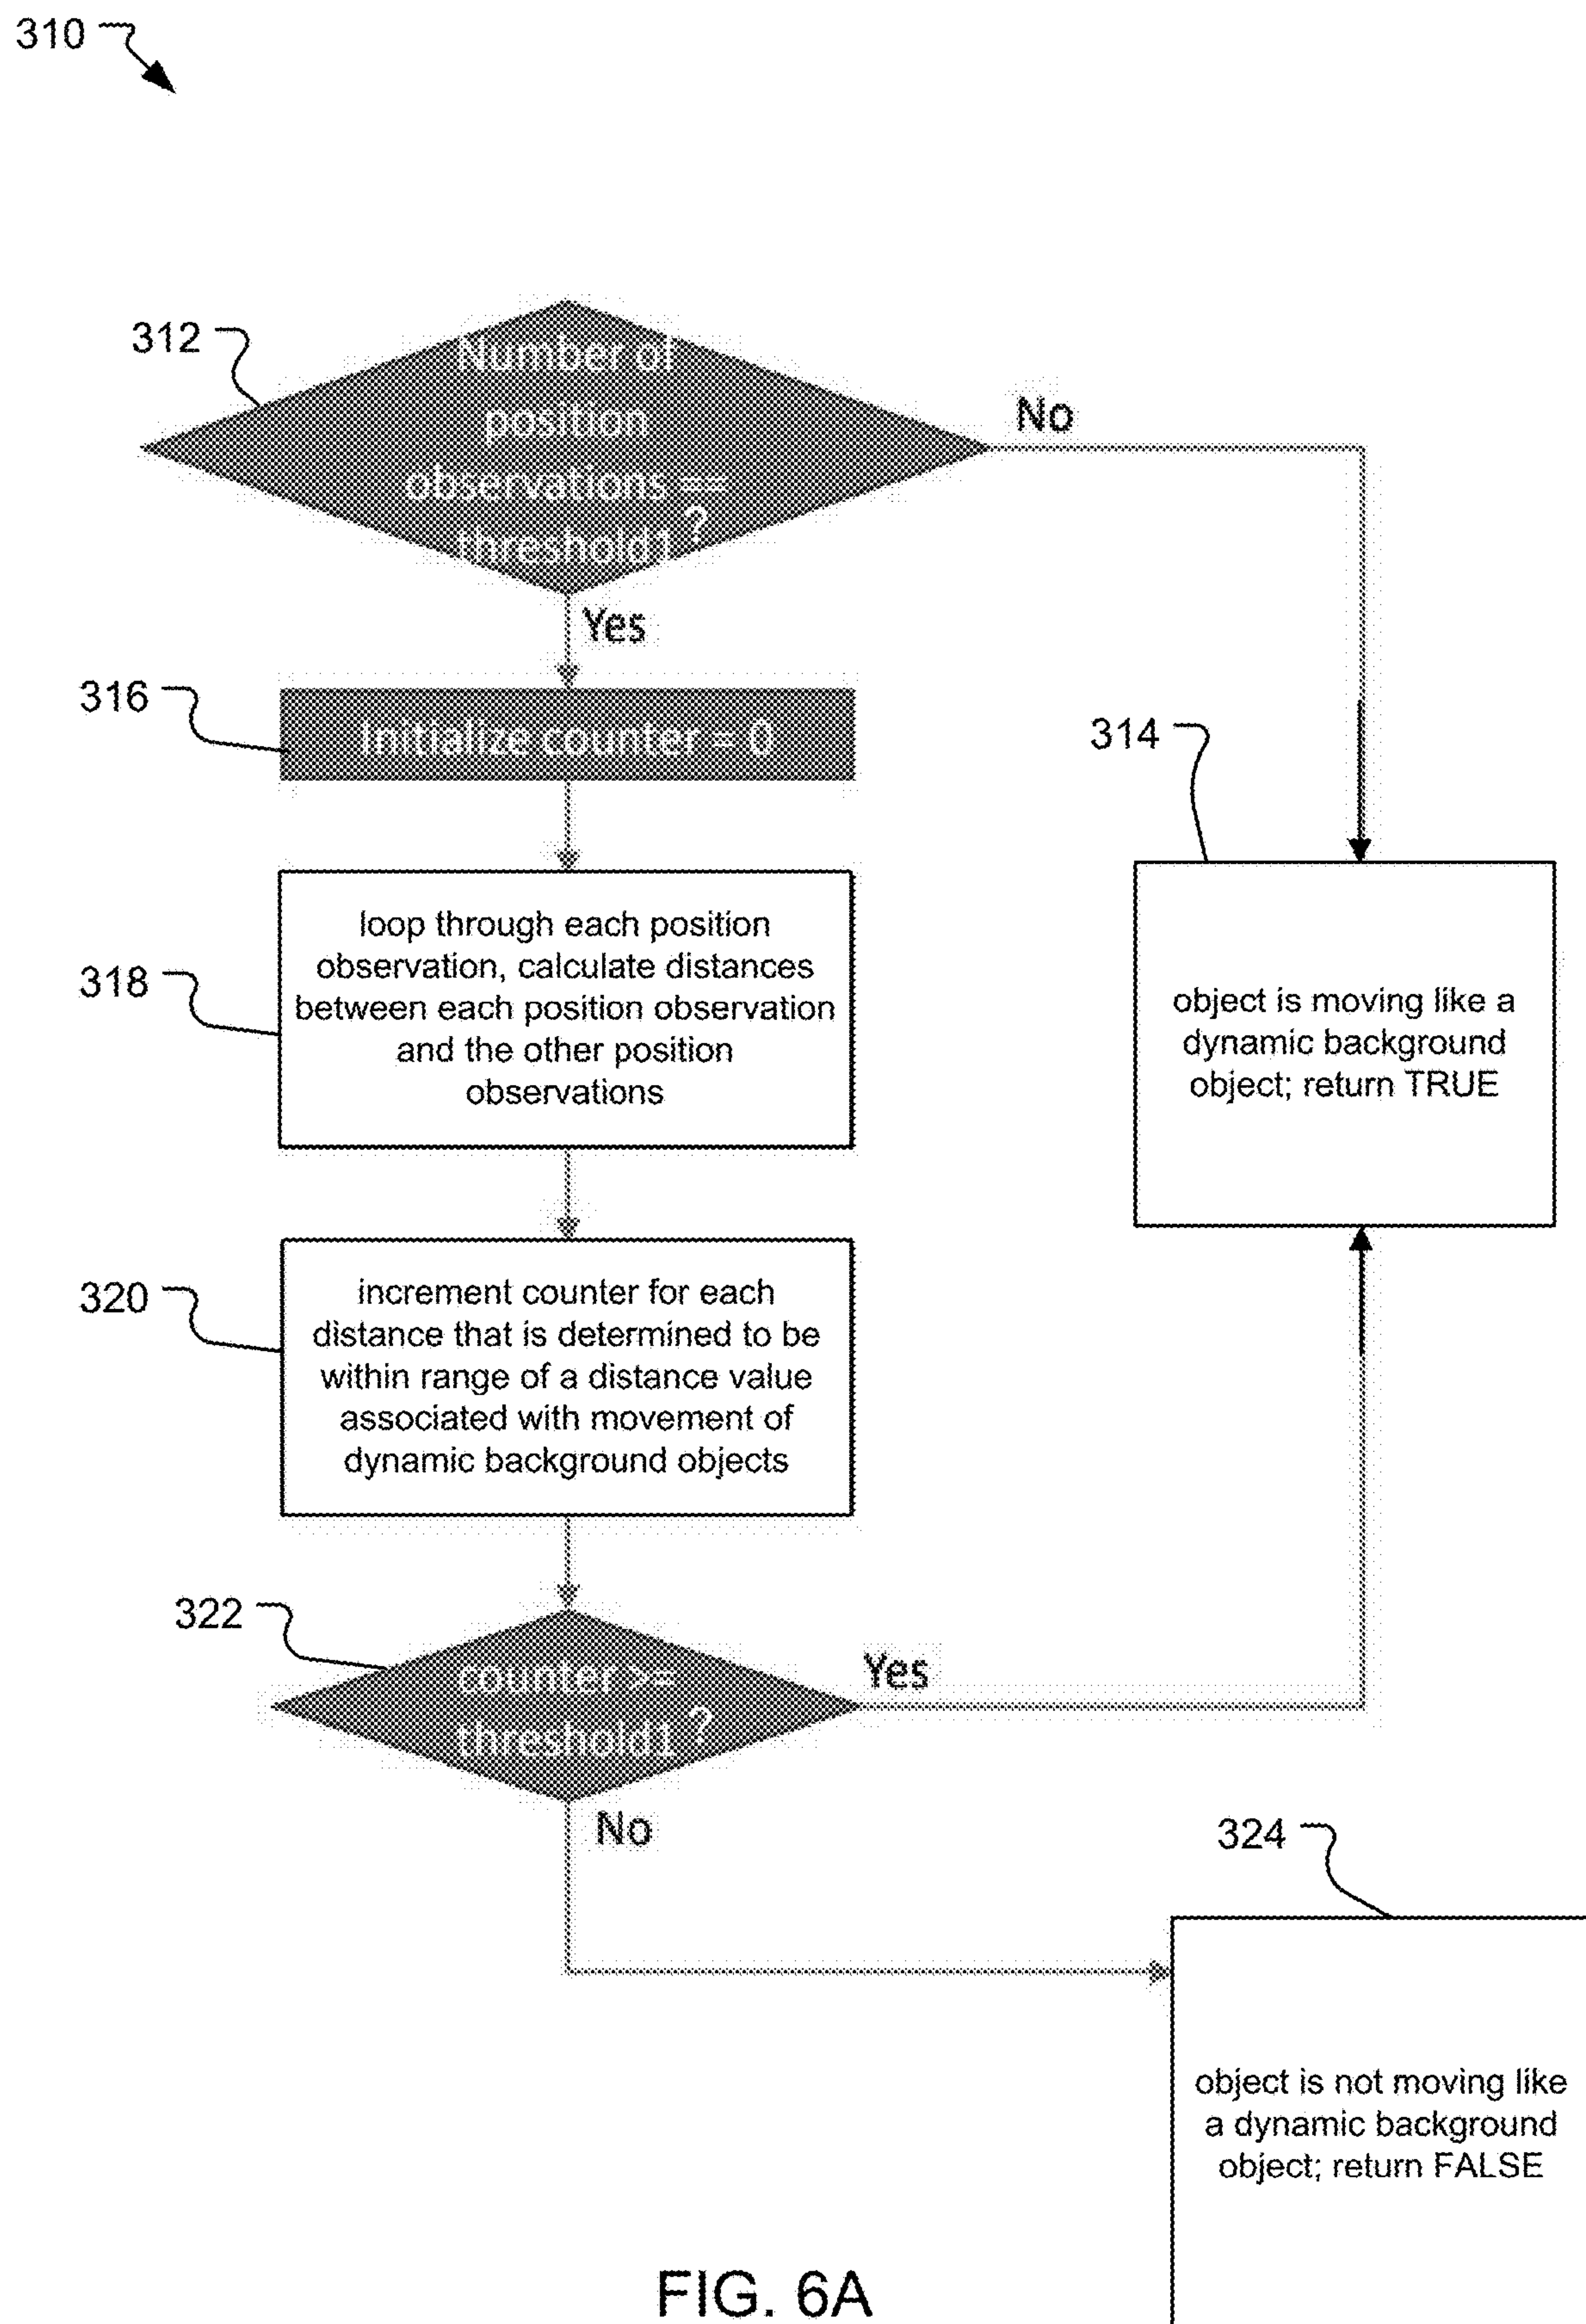 310
312
Number of
position
observations ==
threshold1 ?
No
Yes
316
Initialize counter = 0
314
318
loop through each position
observation, calculate distances
between each position observation
and the other position
observations
object is moving like a
dynamic background
object; return TRUE
320
increment counter for each
distance that is determined to be
within range of a distance value
associated with movement of
dynamic background objects
322
counter >=
threshold1 ?
Yes
No
324
object is not moving like
a dynamic background
object; return FALSE
FIG. 6A